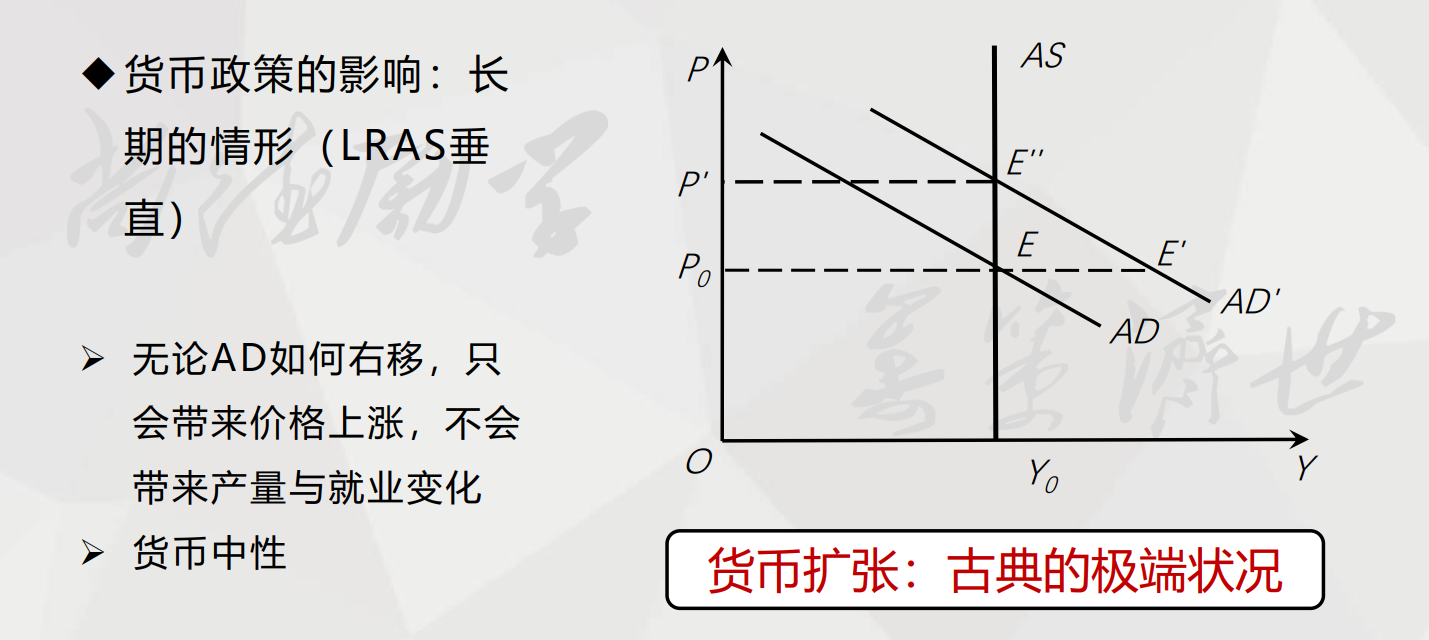 ◆货币政策的影响：长
期的情形（LRAS垂
直）
➢ 无论AD如何右移，只
会带来价格上涨，不会
带来产量与就业变化
➢ 货币中性
P
AS
E''
P'
E
E'
P0
AD'
AD
O
Y0
Y
货币扩张：古典的极端状况